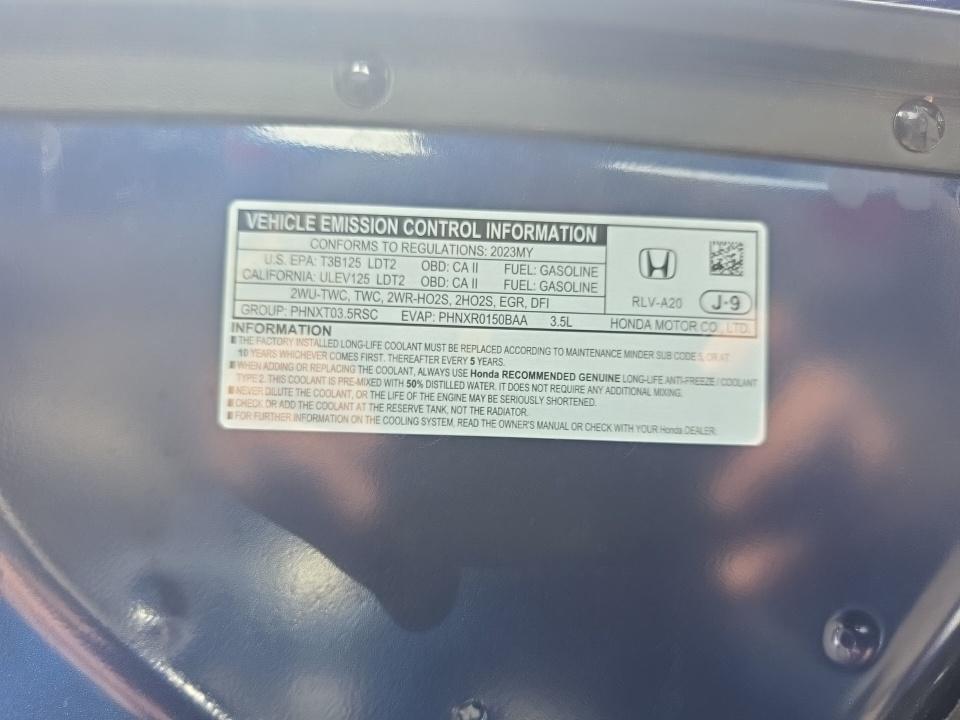 VEHICLE EMISSION CONTROL INFORMATION
CONFORMS TO REGULATIONS: 2023MY
U.S. EPA: T3B125 LDT2 OBD: CA II FUEL: GASOLINE
CALIFORNIA: ULEV125 LDT2 OBD: CA II FUEL: GASOLINE
2WU-TWC, TWC, 2WR-HO2S, 2HO2S, EGR, DFI
RLV-A20 J-9
GROUP: PHNXT03.5RSC EVAP: PHNXR0150BAA 3.5L HONDA MOTOR CO., LTD.
INFORMATION
THE FACTORY INSTALLED LONG-LIFE COOLANT MUST BE REPLACED ACCORDING TO MAINTENANCE MINDER SUB CODE 5, OR AT
10 YEARS WHICHEVER COMES FIRST. THEREAFTER EVERY 5 YEARS.
WHEN ADDING OR REPLACING THE COOLANT, ALWAYS USE Honda RECOMMENDED GENUINE LONG-LIFE ANTI-FREEZE / COOLANT
TYPE 2. THIS COOLANT IS PRE-MIXED WITH 50% DISTILLED WATER. IT DOES NOT REQUIRE ANY ADDITIONAL MIXING.
NEVER DILUTE THE COOLANT, OR THE LIFE OF THE ENGINE MAY BE SERIOUSLY SHORTENED.
CHECK OR ADD THE COOLANT AT THE RESERVE TANK, NOT THE RADIATOR.
FOR FURTHER INFORMATION ON THE COOLING SYSTEM, READ THE OWNER'S MANUAL OR CHECK WITH YOUR Honda DEALER.